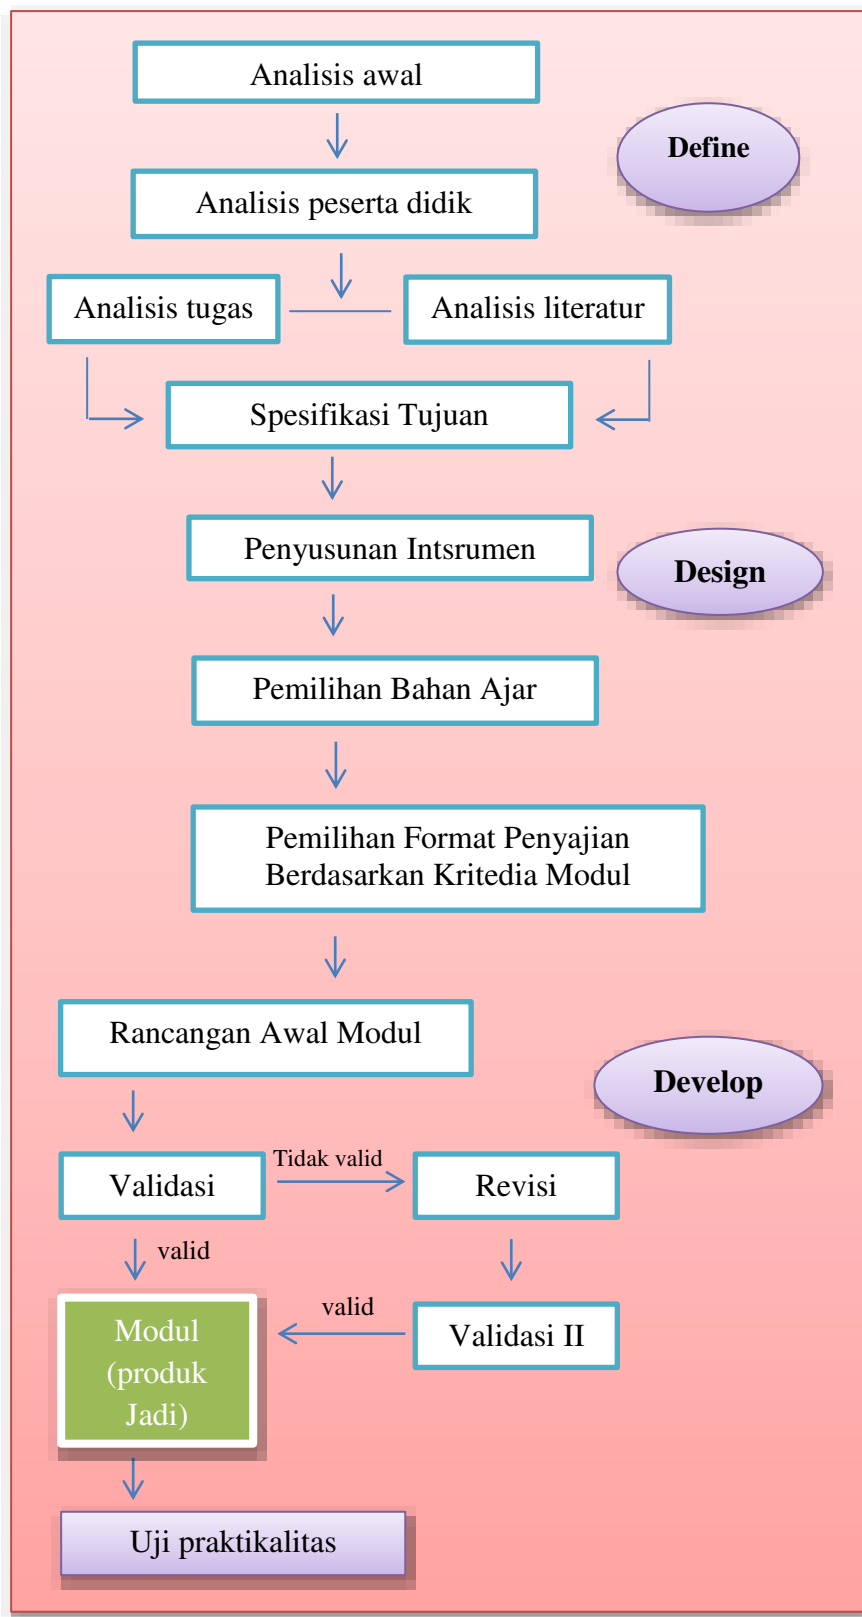 Analisis awal
Define
Analisis peserta didik
Analisis tugas
Analisis literatur
Spesifikasi Tujuan
Penyusunan Intsrumen
Design
Pemilihan Bahan Ajar
Pemilihan Format Penyajian
Berdasarkan Kritedia Modul
Rancangan Awal Modul
Develop
Validasi
Tidak valid
Revisi
valid
Modul
(produk
Jadi)
valid
Validasi II
Uji praktikalitas